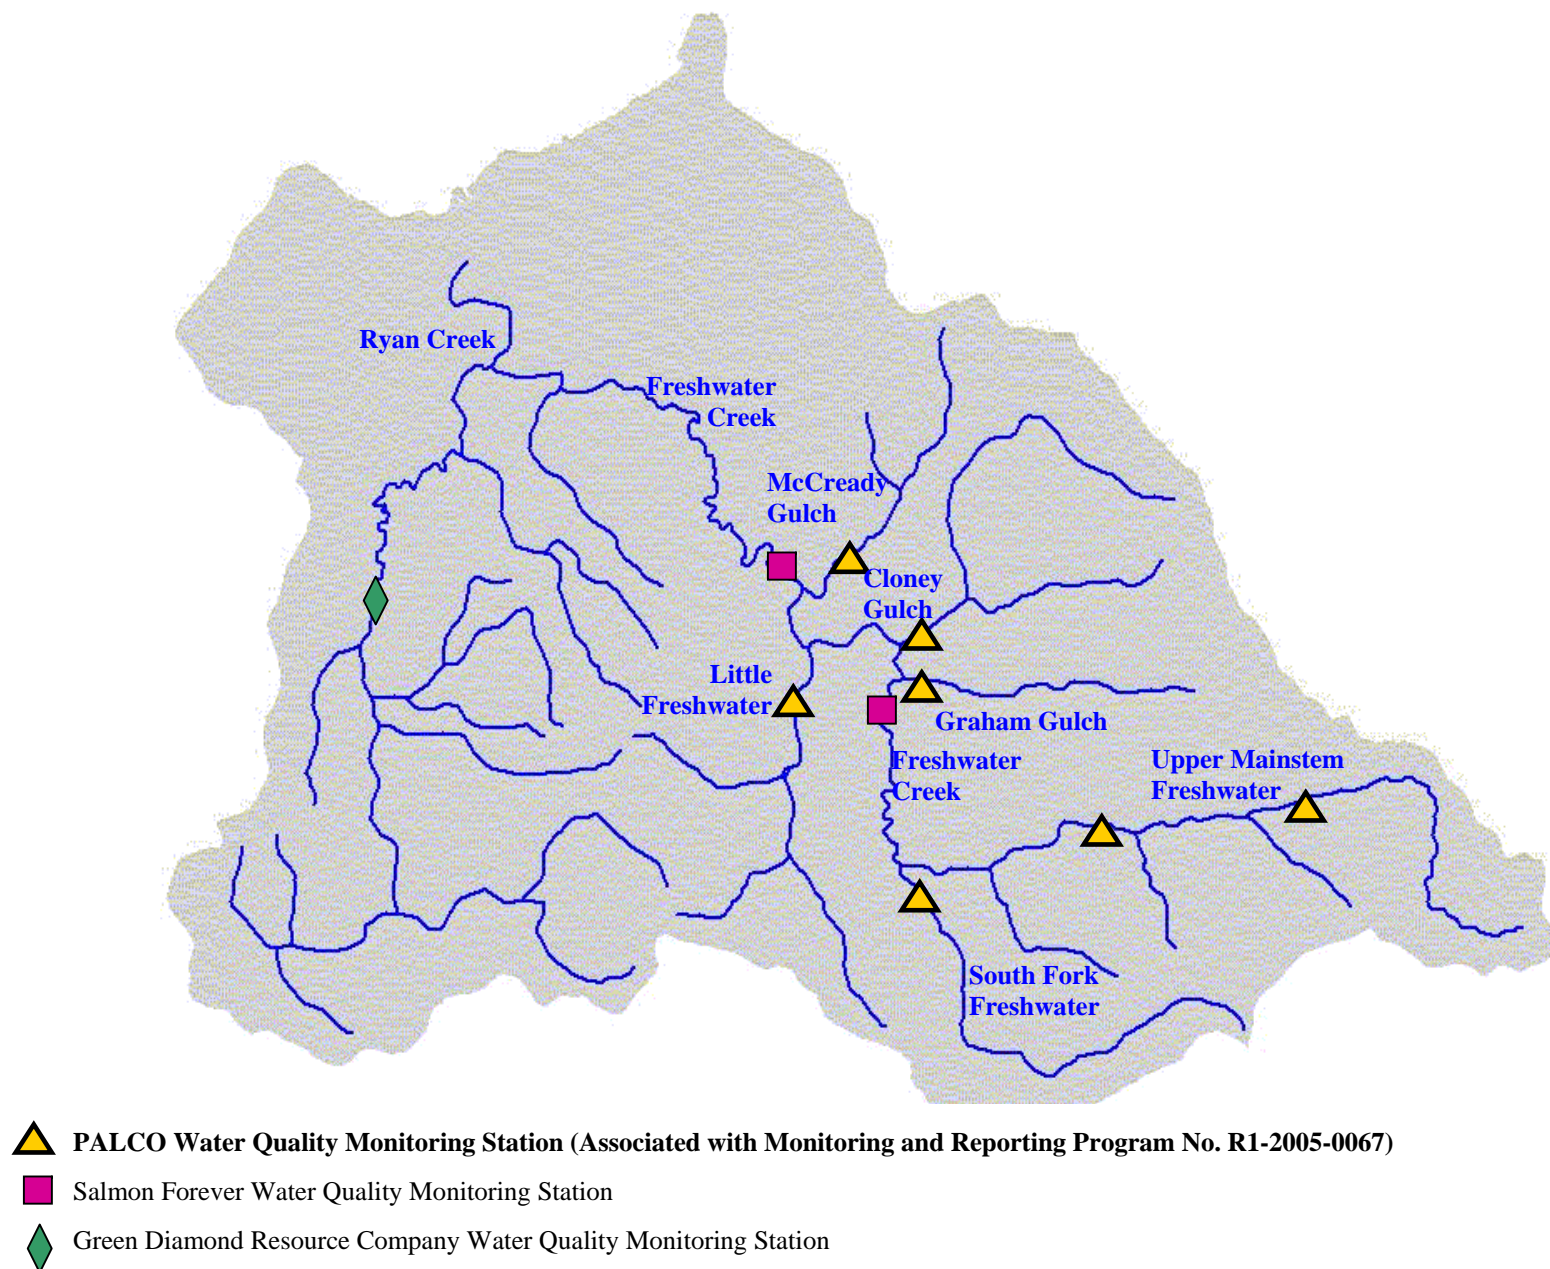 Ryan Creek
Freshwater
Creek
McCready
Gulch
Cloney
Gulch
Little
Freshwater
Graham Gulch
Freshwater
Creek
Upper Mainstem
Freshwater
South Fork
Freshwater
PALCO Water Quality Monitoring Station (Associated with Monitoring and Reporting Program No. R1-2005-0067)
Salmon Forever Water Quality Monitoring Station
Green Diamond Resource Company Water Quality Monitoring Station